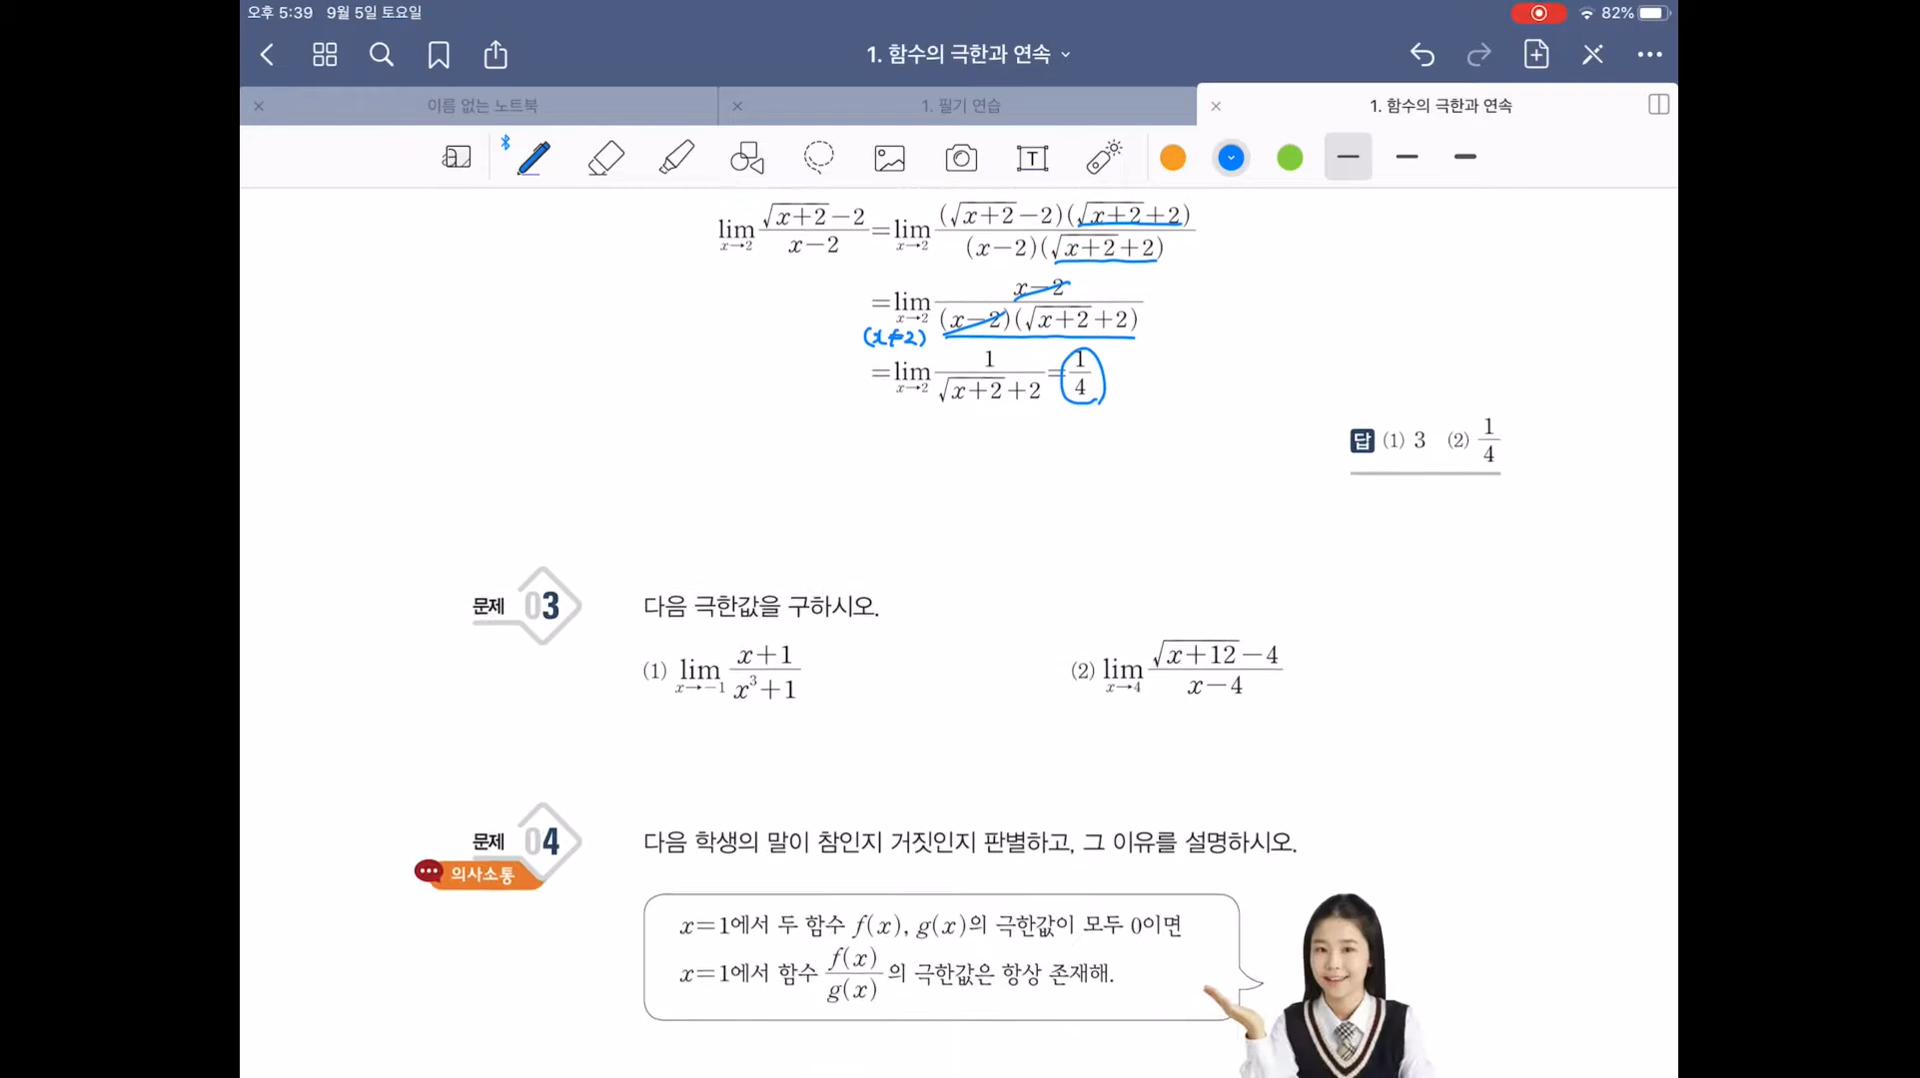 오후 5:39 9월 5일 토요일 82%
1. 함수의 극한과 연속
이름 없는 노트북 1. 필기 연습 1. 함수의 극한과 연속
lim x→2 (√(x+2)−2)/(x−2) = lim x→2 (√(x+2)−2)(√(x+2)+2)/((x−2)(√(x+2)+2))
= lim x→2 (x−2)/((x−2)(√(x+2)+2))
(x≠2)
= lim x→2 1/(√(x+2)+2) = 1/4
답 (1) 3 (2) 1/4
문제 03 다음 극한값을 구하시오.
(1) lim x→−1 (x+1)/(x³+1) (2) lim x→4 (√(x+12)−4)/(x−4)
문제 04 다음 학생의 말이 참인지 거짓인지 판별하고, 그 이유를 설명하시오.
의사소통
x=1에서 두 함수 f(x), g(x)의 극한값이 모두 0이면
x=1에서 함수 f(x)/g(x)의 극한값은 항상 존재해.